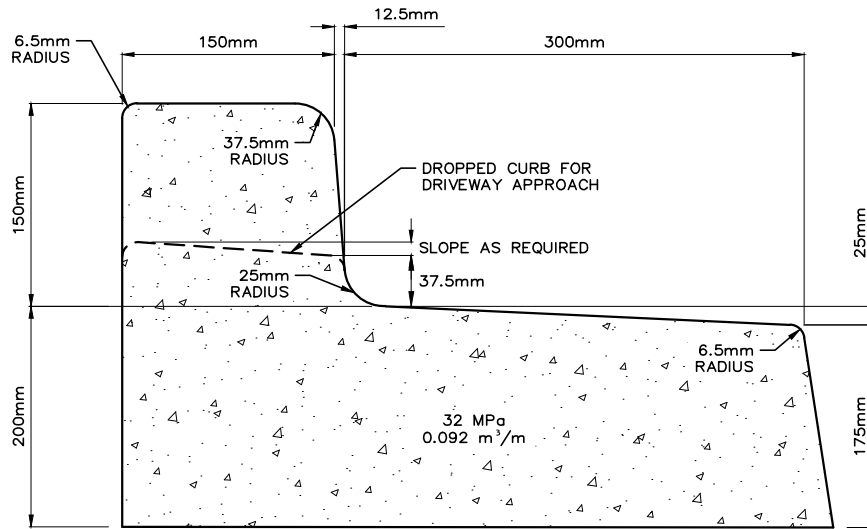 12.5mm
6.5mm
RADIUS
150mm
300mm
37.5mm
RADIUS
DROPPED CURB FOR
DRIVEWAY APPROACH
150mm
SLOPE AS REQUIRED
25mm
25mm
RADIUS
37.5mm
6.5mm
RADIUS
200mm
32 MPa
0.092 m³/m
175mm